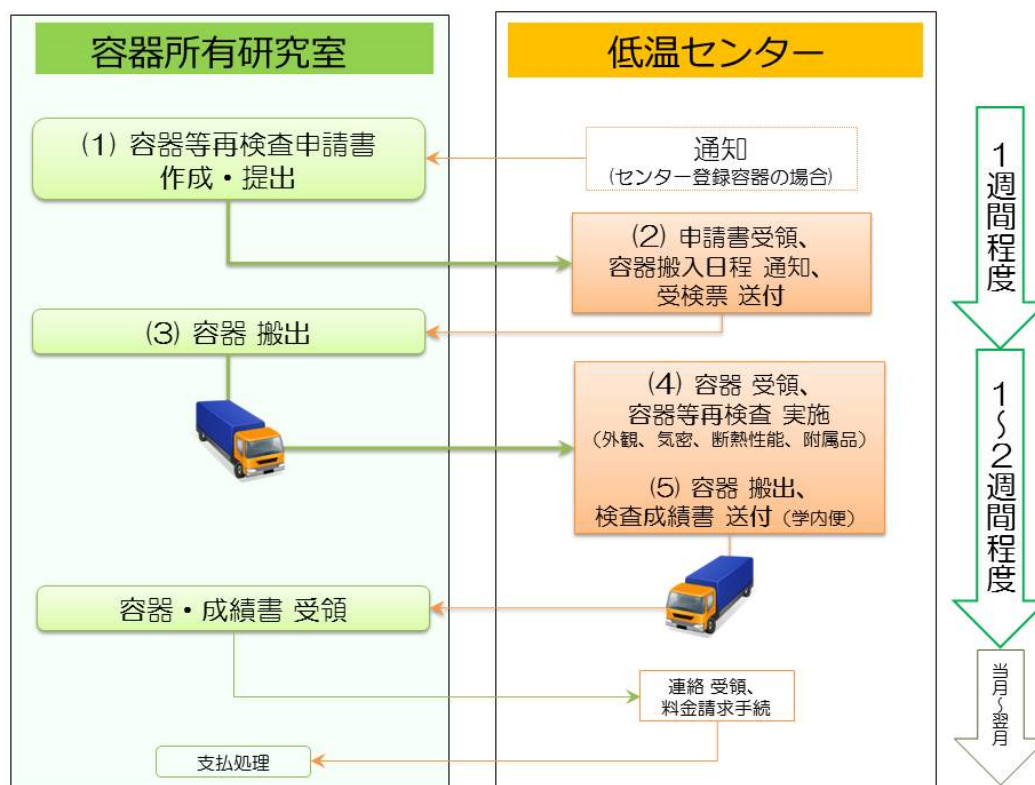 容器所有研究室
低温センター
(1) 容器等再検査申請書
作成・提出
通知
(センター登録容器の場合)
(2) 申請書受領、
容器搬入日程 通知、
受検票 送付
(3) 容器 搬出
(4) 容器 受領、
容器等再検査 実施
(外観、気密、断熱性能、附属品)
(5) 容器 搬出、
検査成績書 送付 (学内便)
容器・成績書 受領
連絡 受領、
料金請求手続
支払処理
1週間程度
1~2週間程度
当月~翌月